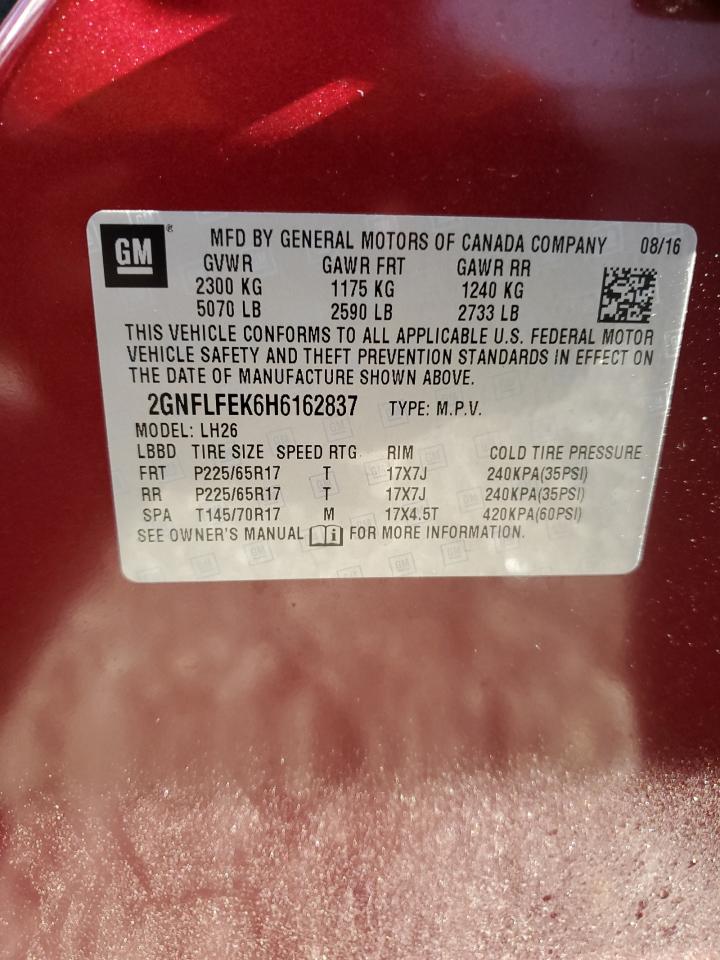 GM ® MFD BY GENERAL MOTORS OF CANADA COMPANY 08/16
GVWR GAWR FRT GAWR RR
2300 KG 1175 KG 1240 KG
5070 LB 2590 LB 2733 LB
THIS VEHICLE CONFORMS TO ALL APPLICABLE U.S. FEDERAL MOTOR
VEHICLE SAFETY AND THEFT PREVENTION STANDARDS IN EFFECT ON
THE DATE OF MANUFACTURE SHOWN ABOVE.
2GNFLFEK6H6162837 TYPE: M.P.V.
MODEL: LH26
LBBD TIRE SIZE SPEED RTG RIM COLD TIRE PRESSURE
FRT P225/65R17 T 17X7J 240KPA(35PSI)
RR P225/65R17 T 17X7J 240KPA(35PSI)
SPA T145/70R17 M 17X4.5T 420KPA(60PSI)
SEE OWNER'S MANUAL i FOR MORE INFORMATION.